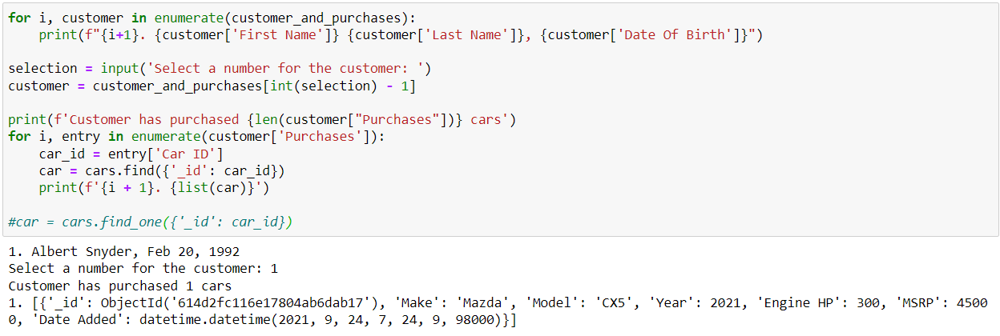 for i, customer in enumerate(customer_and_purchases):
    print(f"{i+1}. {customer['First Name']} {customer['Last Name']}, {customer['Date Of Birth']}")

selection = input('Select a number for the customer: ')
customer = customer_and_purchases[int(selection) - 1]

print(f'Customer has purchased {len(customer["Purchases"])} cars')
for i, entry in enumerate(customer['Purchases']):
    car_id = entry['Car ID']
    car = cars.find({'_id': car_id})
    print(f'{i + 1}. {list(car)}')

#car = cars.find_one({'_id': car_id})
1. Albert Snyder, Feb 20, 1992
Select a number for the customer: 1
Customer has purchased 1 cars
1. [{'_id': ObjectId('614d2fc116e17804ab6dab17'), 'Make': 'Mazda', 'Model': 'CX5', 'Year': 2021, 'Engine HP': 300, 'MSRP': 4500
0, 'Date Added': datetime.datetime(2021, 9, 24, 7, 24, 9, 98000)}]